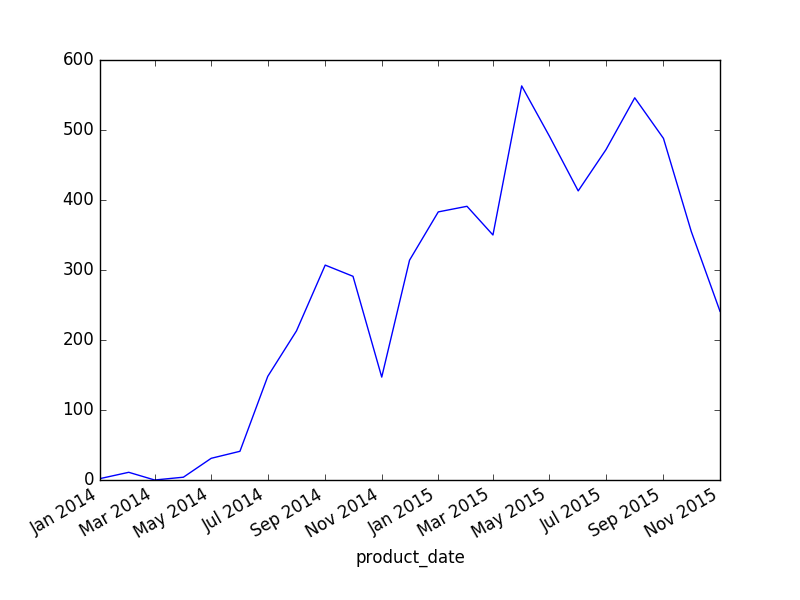 600
500
400
300
200
100
0
Jan 2014
Mar 2014
May 2014
Jul 2014
Sep 2014
Nov 2014
Jan 2015
Mar 2015
May 2015
Jul 2015
Sep 2015
Nov 2015
product_date